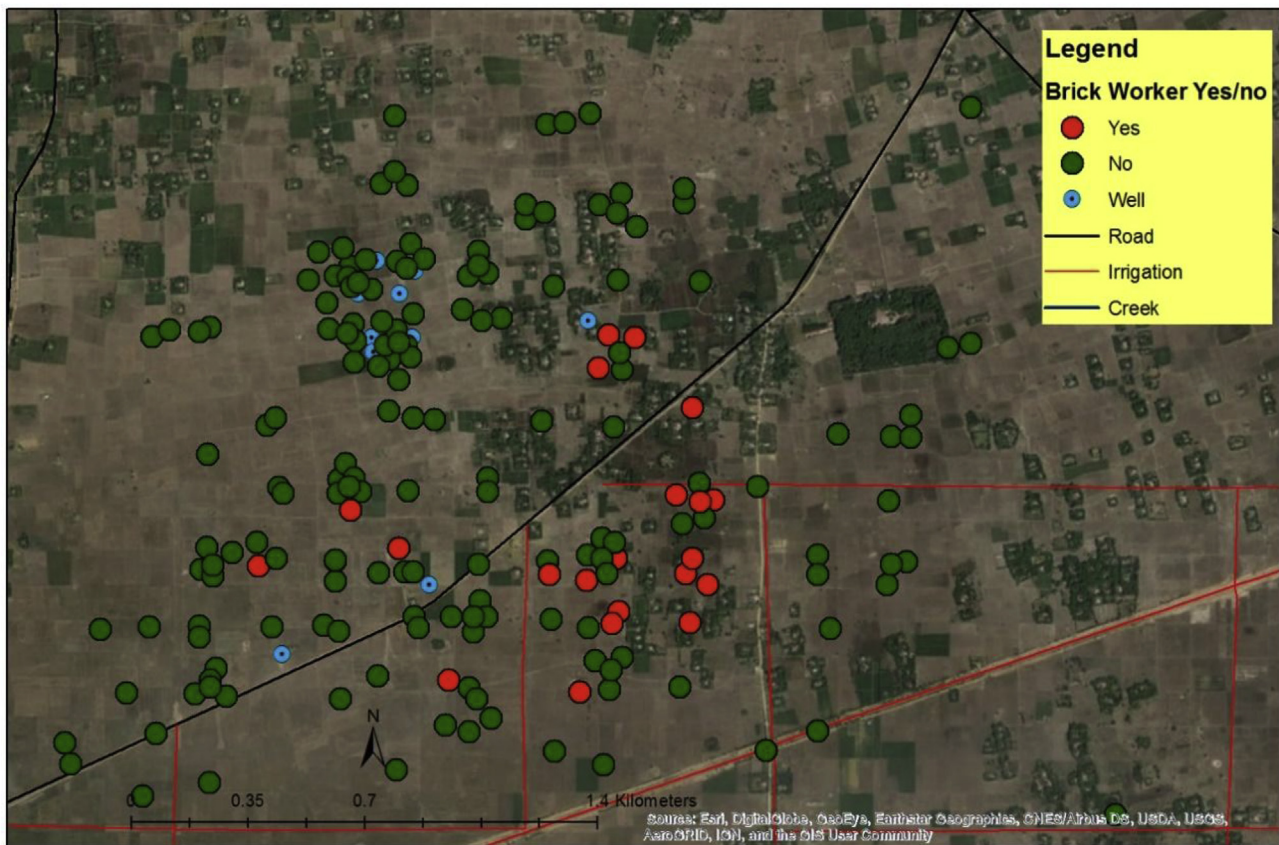 Legend
Brick Worker Yes/no
Yes
No
Well
Road
Irrigation
Creek
N
0 0.35 0.7 1.4 Kilometers
Source: Esri, DigitalGlobe, GeoEye, Earthstar Geographics, CNES/Airbus DS, USDA, USGS,
AeroGRID, IGN, and the GIS User Community